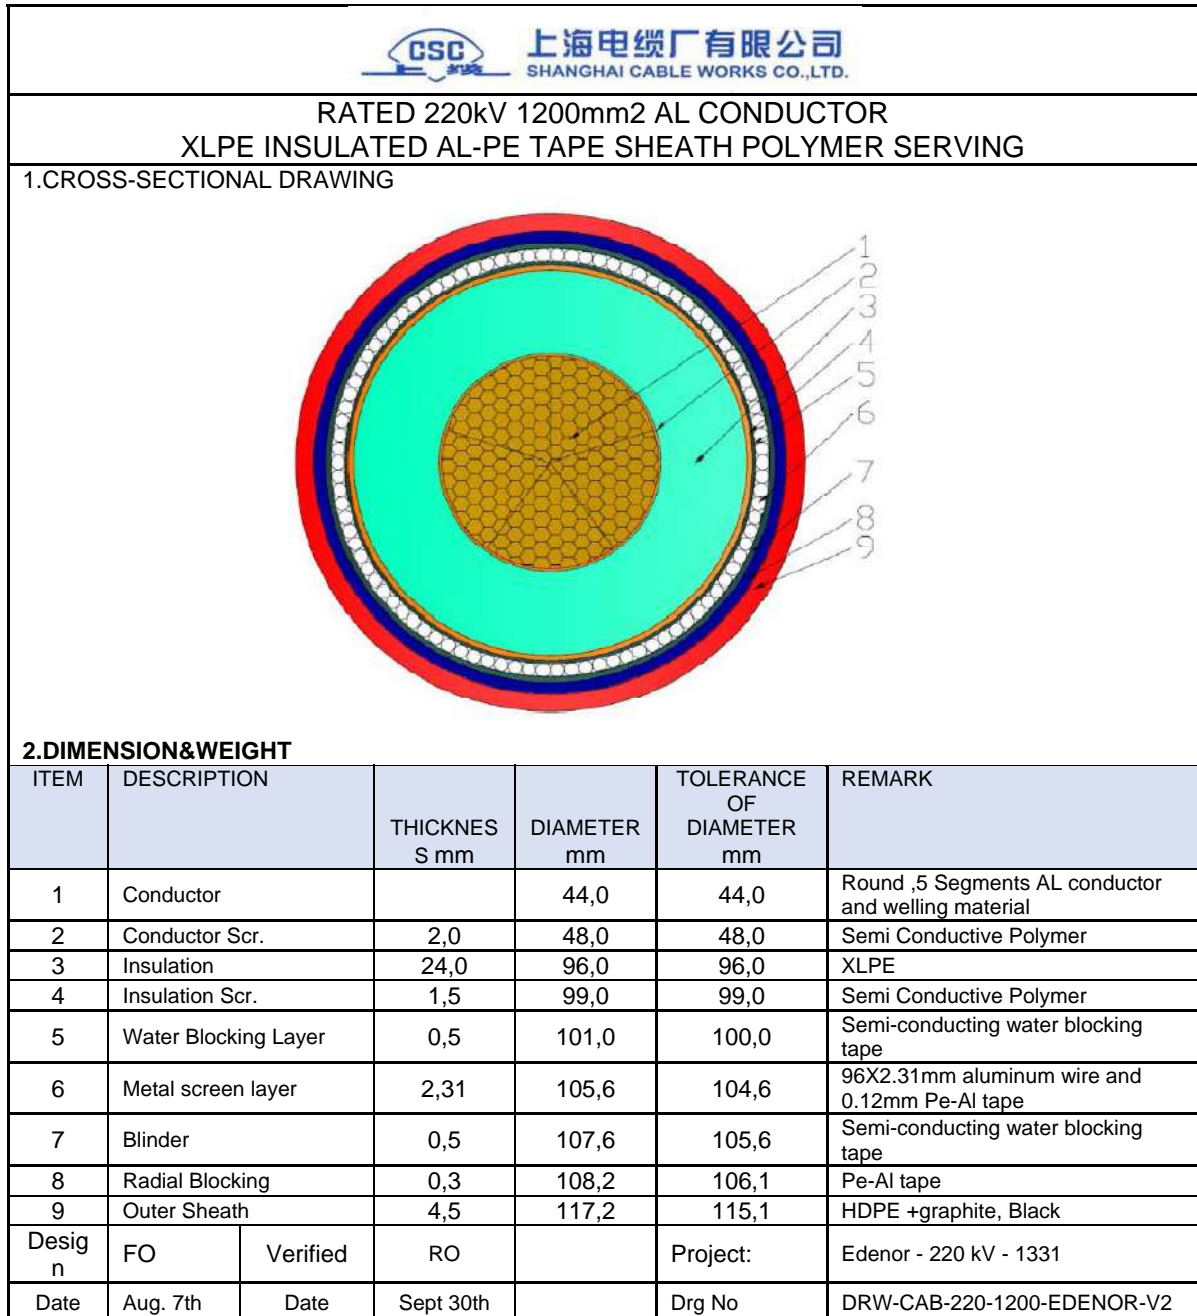 CSC
上缆
上海电缆厂有限公司
SHANGHAI CABLE WORKS CO.,LTD.
RATED 220kV 1200mm2 AL CONDUCTOR
XLPE INSULATED AL-PE TAPE SHEATH POLYMER SERVING
1.CROSS-SECTIONAL DRAWING
1
2
3
4
5
6
7
8
9
2.DIMENSION&WEIGHT
ITEM DESCRIPTION THICKNES S mm DIAMETER mm TOLERANCE OF DIAMETER mm REMARK
1 Conductor 44,0 44,0 Round ,5 Segments AL conductor
and welling material
2 Conductor Scr. 2,0 48,0 48,0 Semi Conductive Polymer
3 Insulation 24,0 96,0 96,0 XLPE
4 Insulation Scr. 1,5 99,0 99,0 Semi Conductive Polymer
5 Water Blocking Layer 0,5 101,0 100,0 Semi-conducting water blocking
tape
6 Metal screen layer 2,31 105,6 104,6 96X2.31mm aluminum wire and
0.12mm Pe-Al tape
7 Blinder 0,5 107,6 105,6 Semi-conducting water blocking
tape
8 Radial Blocking 0,3 108,2 106,1 Pe-Al tape
9 Outer Sheath 4,5 117,2 115,1 HDPE +graphite, Black
Desig
n FO Verified RO Project: Edenor - 220 kV - 1331
Date Aug. 7th Date Sept 30th Drg No DRW-CAB-220-1200-EDENOR-V2